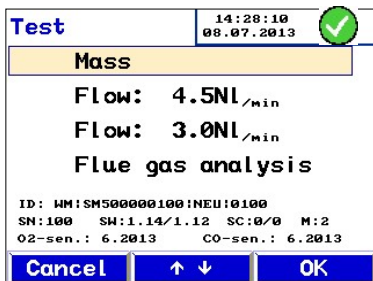 Test
14:28:10
08.07.2013
Mass
Flow: 4.5Nl/min
Flow: 3.0Nl/min
Flue gas analysis
ID: WM:SM500000100:NEU:0100
SN:100 SW:1.14/1.12 SC:0/0 M:2
O2-sen.: 6.2013 CO-sen.: 6.2013
Cancel ↑ ↓ OK